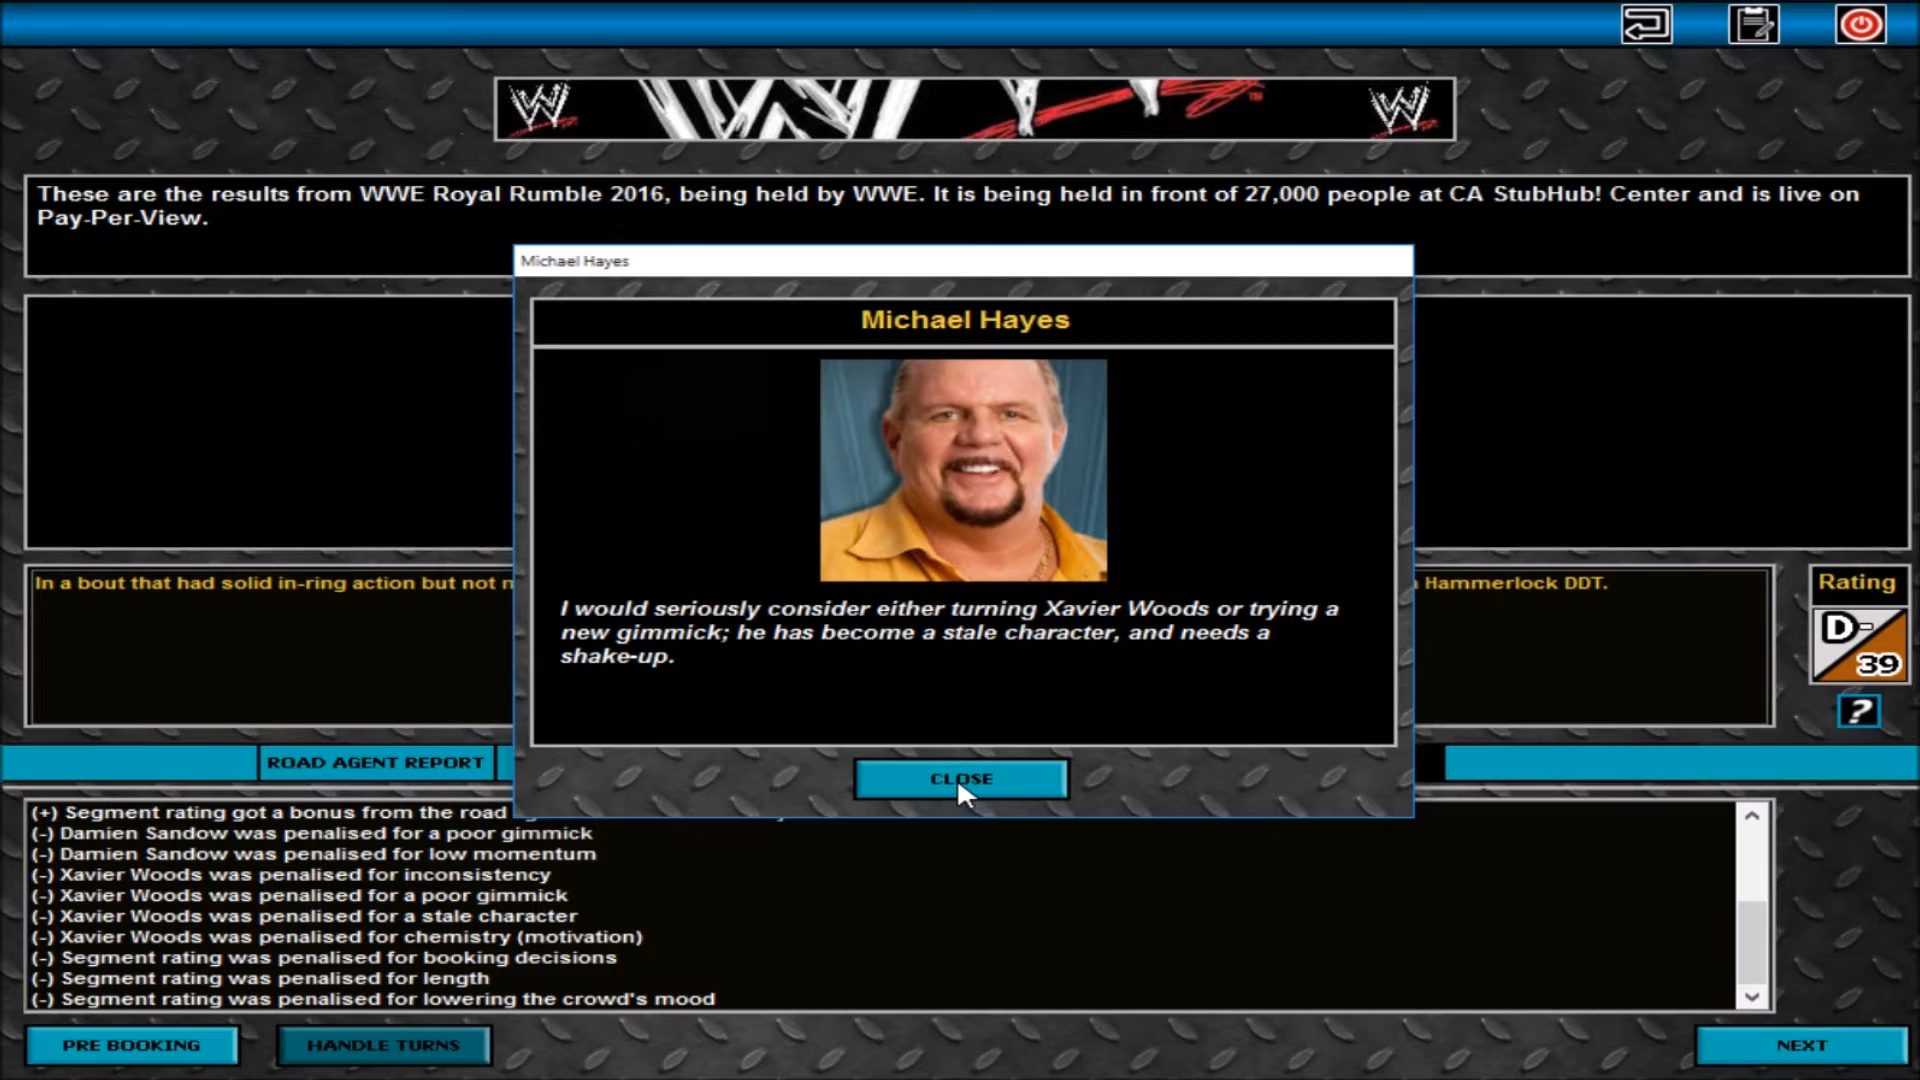 These are the results from WWE Royal Rumble 2016, being held by WWE. It is being held in front of 27,000 people at CA StubHub! Center and is live on
Pay-Per-View.
Michael Hayes
Michael Hayes
I would seriously consider either turning Xavier Woods or trying a
new gimmick; he has become a stale character, and needs a
shake-up.
CLOSE
In a bout that had solid in-ring action but not
Hammerlock DDT.
Rating
D-
39
?
ROAD AGENT REPORT
(+) Segment rating got a bonus from the road
(-) Damien Sandow was penalised for a poor gimmick
(-) Damien Sandow was penalised for low momentum
(-) Xavier Woods was penalised for inconsistency
(-) Xavier Woods was penalised for a poor gimmick
(-) Xavier Woods was penalised for a stale character
(-) Xavier Woods was penalised for chemistry (motivation)
(-) Segment rating was penalised for booking decisions
(-) Segment rating was penalised for length
(-) Segment rating was penalised for lowering the crowd's mood
PRE BOOKING
HANDLE TURNS
NEXT